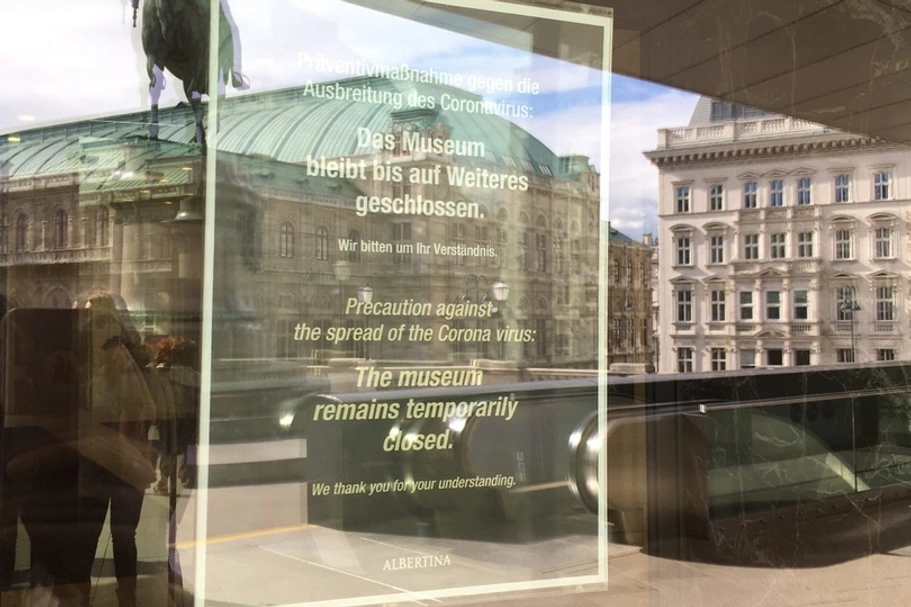 Präventivmaßnahme gegen die
Ausbreitung des Coronavirus:
Das Museum
bleibt bis auf Weiteres
geschlossen.
Wir bitten um Ihr Verständnis.
Precaution against
the spread of the Corona virus:
The museum
remains temporarily
closed.
We thank you for your understanding.
ALBERTINA